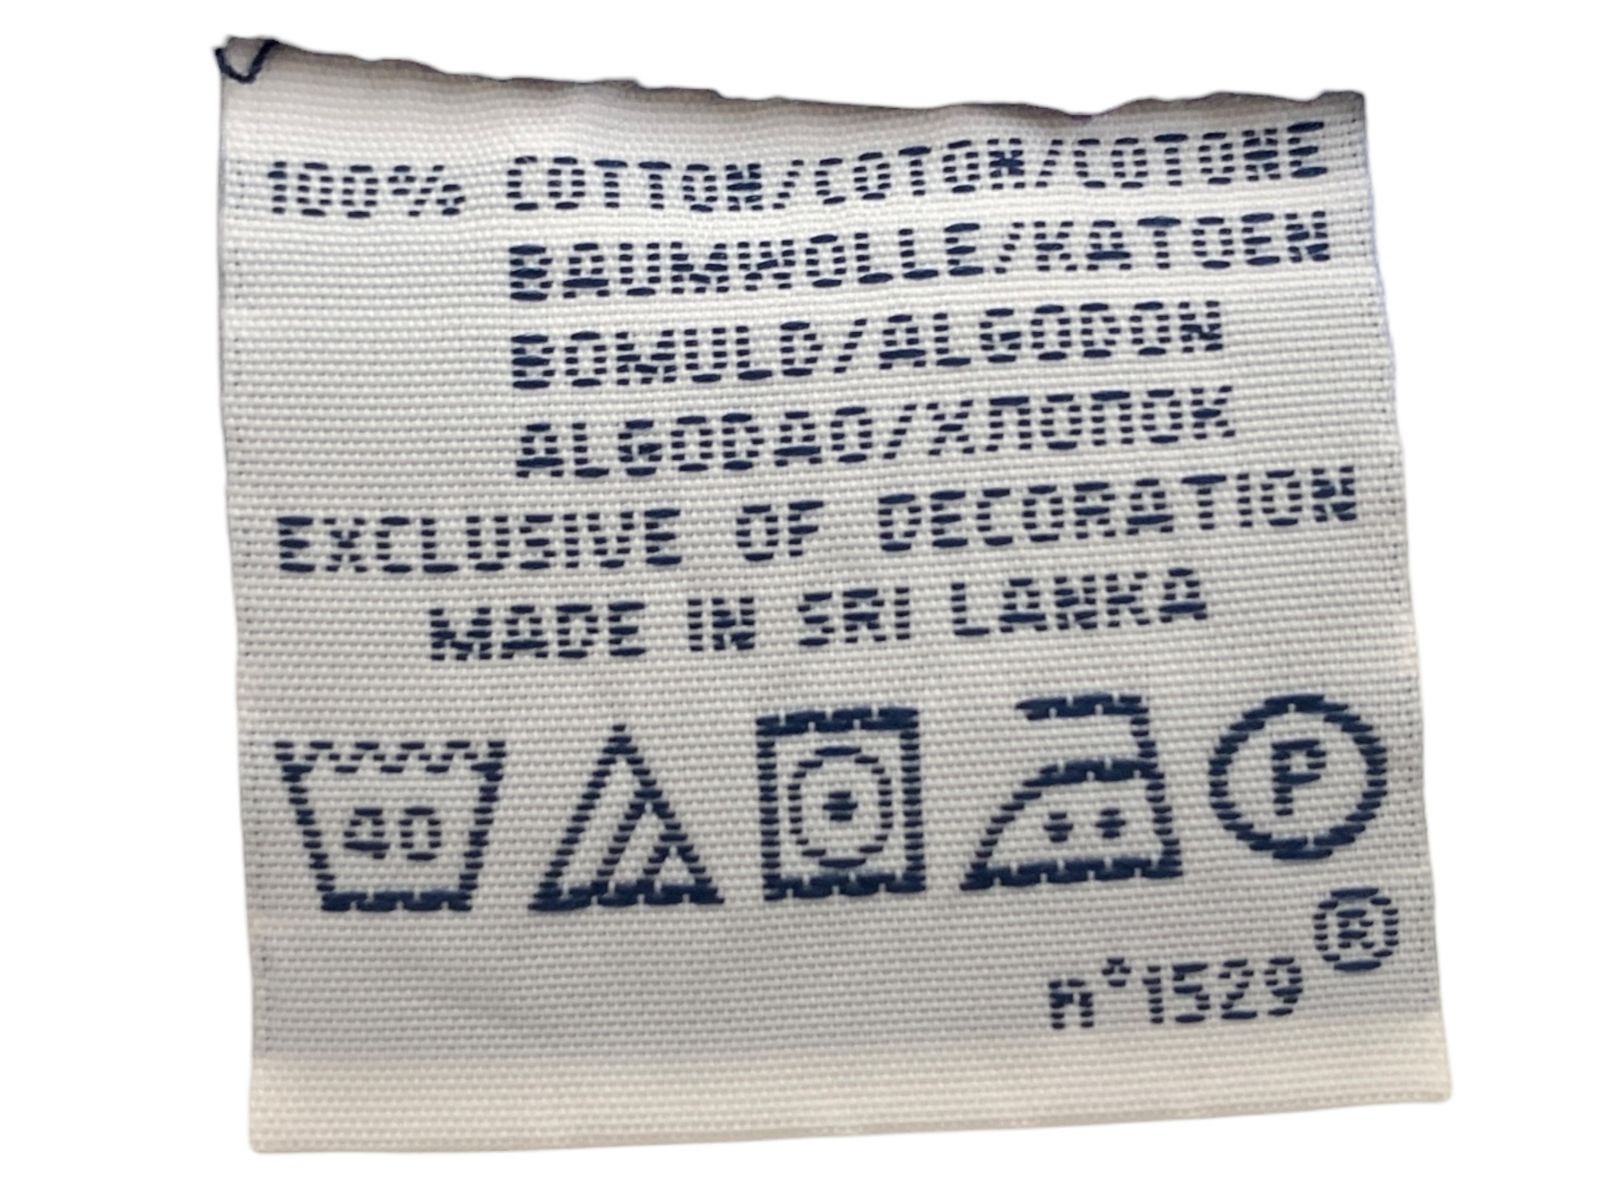 100% COTTON/COTON/COTONE
BAUMWOLLE/KATOEN
BOMULD/ALGODON
ALGODAO/ХЛОПОК
EXCLUSIVE OF DECORATION
MADE IN SRI LANKA
40 P
®
n°1529